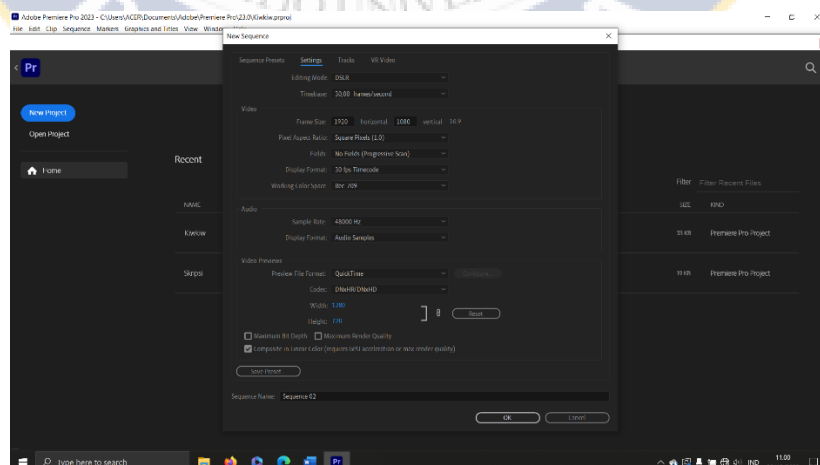 Adobe Premiere Pro 2023 - C:\Users\ACER\Documents\Adobe\Premiere Pro\23.0\Kiwkiw.prproj
File Edit Clip Sequence Markers Graphics and Titles View Window
New Sequence
Sequence Presets Settings Tracks VR Video
Editing Mode: DSLR
Timebase: 30,00 frames/second
Video
Frame Size: 1920 horizontal 1080 vertical 16:9
Pixel Aspect Ratio: Square Pixels (1.0)
Fields: No Fields (Progressive Scan)
Display Format: 30 fps Timecode
Working Color Space: Rec. 709
Audio
Sample Rate: 48000 Hz
Display Format: Audio Samples
Video Previews
Preview File Format: QuickTime
Codec: DNxHR/DNxHD
Width: 1280
Height: 720
Reset
Maximum Bit Depth Maximum Render Quality
Composite in Linear Color (requires GPU acceleration or max render quality)
Save Preset
Sequence Name: Sequence 02
OK Cancel
Pr
New Project
Open Project
Home
Recent
Filter Filter Recent Files
NAME SIZE KIND
Kiwkiw KB Premiere Pro Project
Skripsi KB Premiere Pro Project
Type here to search
Pr
IND 11.00